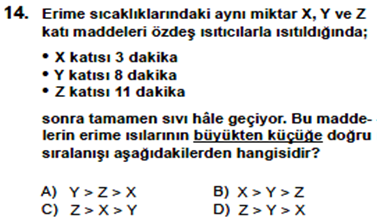 14. Erime sıcaklıklarındaki aynı miktar X, Y ve Z
katı maddeleri özdeş ısıtıcılarla ısıtıldığında;
• X katısı 3 dakika
• Y katısı 8 dakika
• Z katısı 11 dakika
sonra tamamen sıvı hâle geçiyor. Bu madde-
lerin erime ısılarının büyükten küçüğe doğru
sıralanışı aşağıdakilerden hangisidir?
A) Y > Z > X B) X > Y > Z
C) Z > X > Y D) Z > Y > X